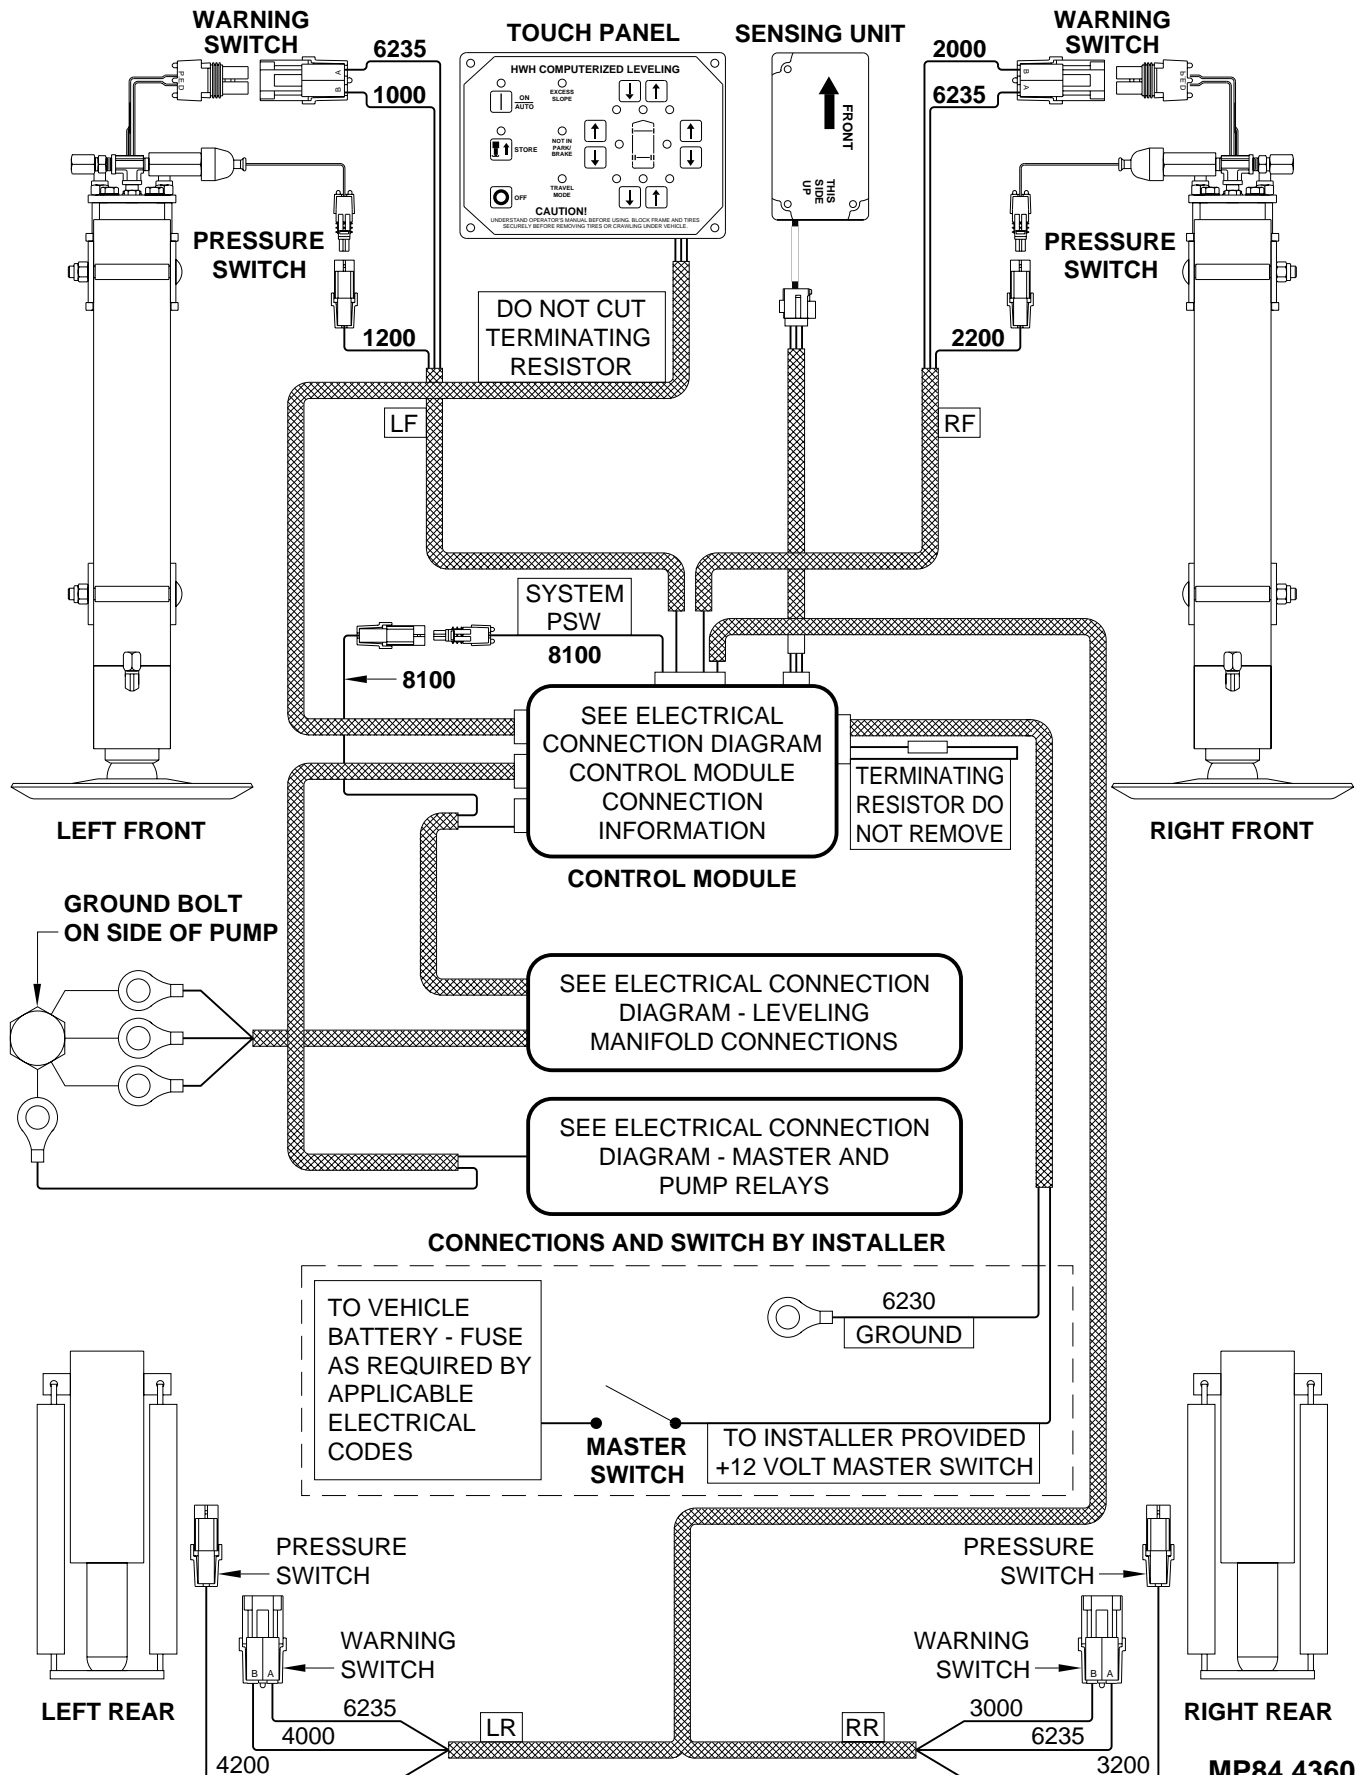 WARNING
SWITCH
6235
1000
TOUCH PANEL
SENSING UNIT
WARNING
SWITCH
2000
6235
HWH COMPUTERIZED LEVELING
ON
AUTO
EXCESS
SLOPE
STORE
NOT IN
PARK/
BRAKE
OFF
TRAVEL
MODE
CAUTION!
UNDERSTAND OPERATOR'S MANUAL BEFORE USING. BLOCK FRAME AND TIRES
SECURELY BEFORE REMOVING TIRES OR CRAWLING UNDER VEHICLE.
FRONT
THIS
SIDE
UP
A
B
B
A
PRESSURE
SWITCH
PRESSURE
SWITCH
1200
2200
DO NOT CUT
TERMINATING
RESISTOR
LF
RF
SYSTEM
PSW
8100
8100
SEE ELECTRICAL
CONNECTION DIAGRAM
CONTROL MODULE
CONNECTION
INFORMATION
CONTROL MODULE
TERMINATING
RESISTOR DO
NOT REMOVE
LEFT FRONT
RIGHT FRONT
GROUND BOLT
ON SIDE OF PUMP
SEE ELECTRICAL CONNECTION
DIAGRAM - LEVELING
MANIFOLD CONNECTIONS
SEE ELECTRICAL CONNECTION
DIAGRAM - MASTER AND
PUMP RELAYS
CONNECTIONS AND SWITCH BY INSTALLER
TO VEHICLE
BATTERY - FUSE
AS REQUIRED BY
APPLICABLE
ELECTRICAL
CODES
6230
GROUND
MASTER
SWITCH
TO INSTALLER PROVIDED
+12 VOLT MASTER SWITCH
PRESSURE
SWITCH
PRESSURE
SWITCH
WARNING
SWITCH
WARNING
SWITCH
B A
B A
LEFT REAR
RIGHT REAR
6235
4000
4200
LR
RR
3000
6235
3200
MP84.4360